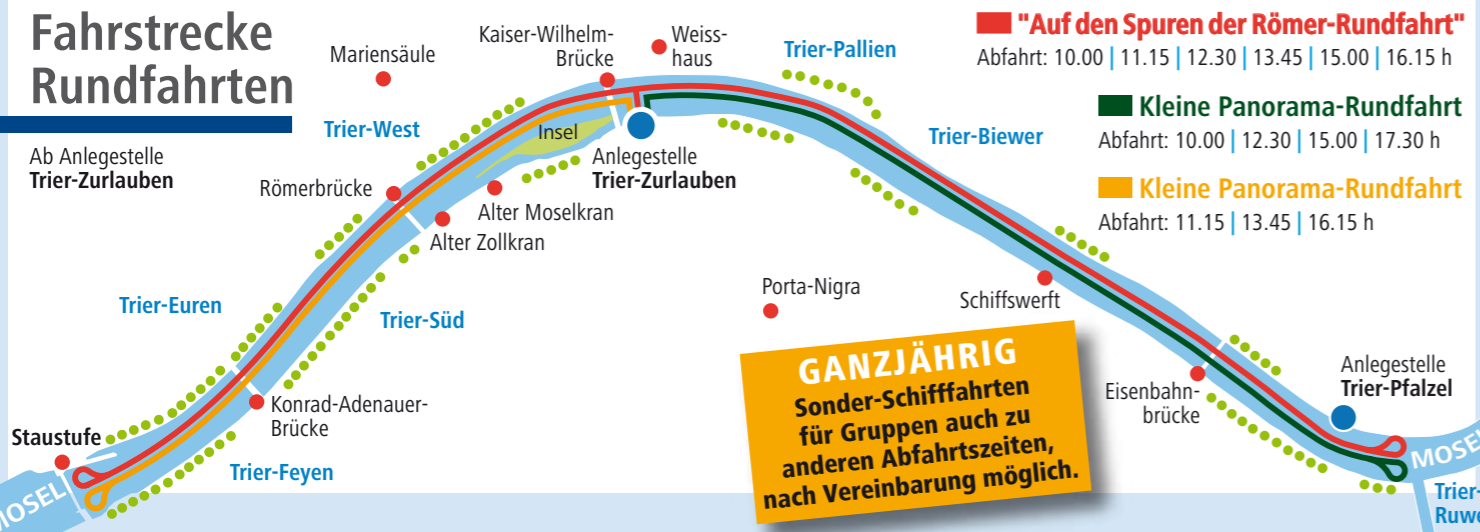 Fahrstrecke
Rundfahrten
Ab Anlegestelle
Trier-Zurlauben
"Auf den Spuren der Römer-Rundfahrt"
Abfahrt: 10.00 | 11.15 | 12.30 | 13.45 | 15.00 | 16.15 h
Kleine Panorama-Rundfahrt
Abfahrt: 10.00 | 12.30 | 15.00 | 17.30 h
Kleine Panorama-Rundfahrt
Abfahrt: 11.15 | 13.45 | 16.15 h
Mariensäule
Kaiser-Wilhelm-
Brücke
Weiss-
haus
Trier-Pallien
Trier-West
Insel
Trier-Biewer
Anlegestelle
Trier-Zurlauben
Römerbrücke
Alter Moselkran
Alter Zollkran
Trier-Euren
Trier-Süd
Porta-Nigra
Schiffswerft
GANZJÄHRIG
Sonder-Schifffahrten
für Gruppen auch zu
anderen Abfahrtszeiten,
nach Vereinbarung möglich.
Eisenbahn-
brücke
Anlegestelle
Trier-Pfalzel
Konrad-Adenauer-
Brücke
Staustufe
Trier-Feyen
MOSEL
MOSEL
Trier-